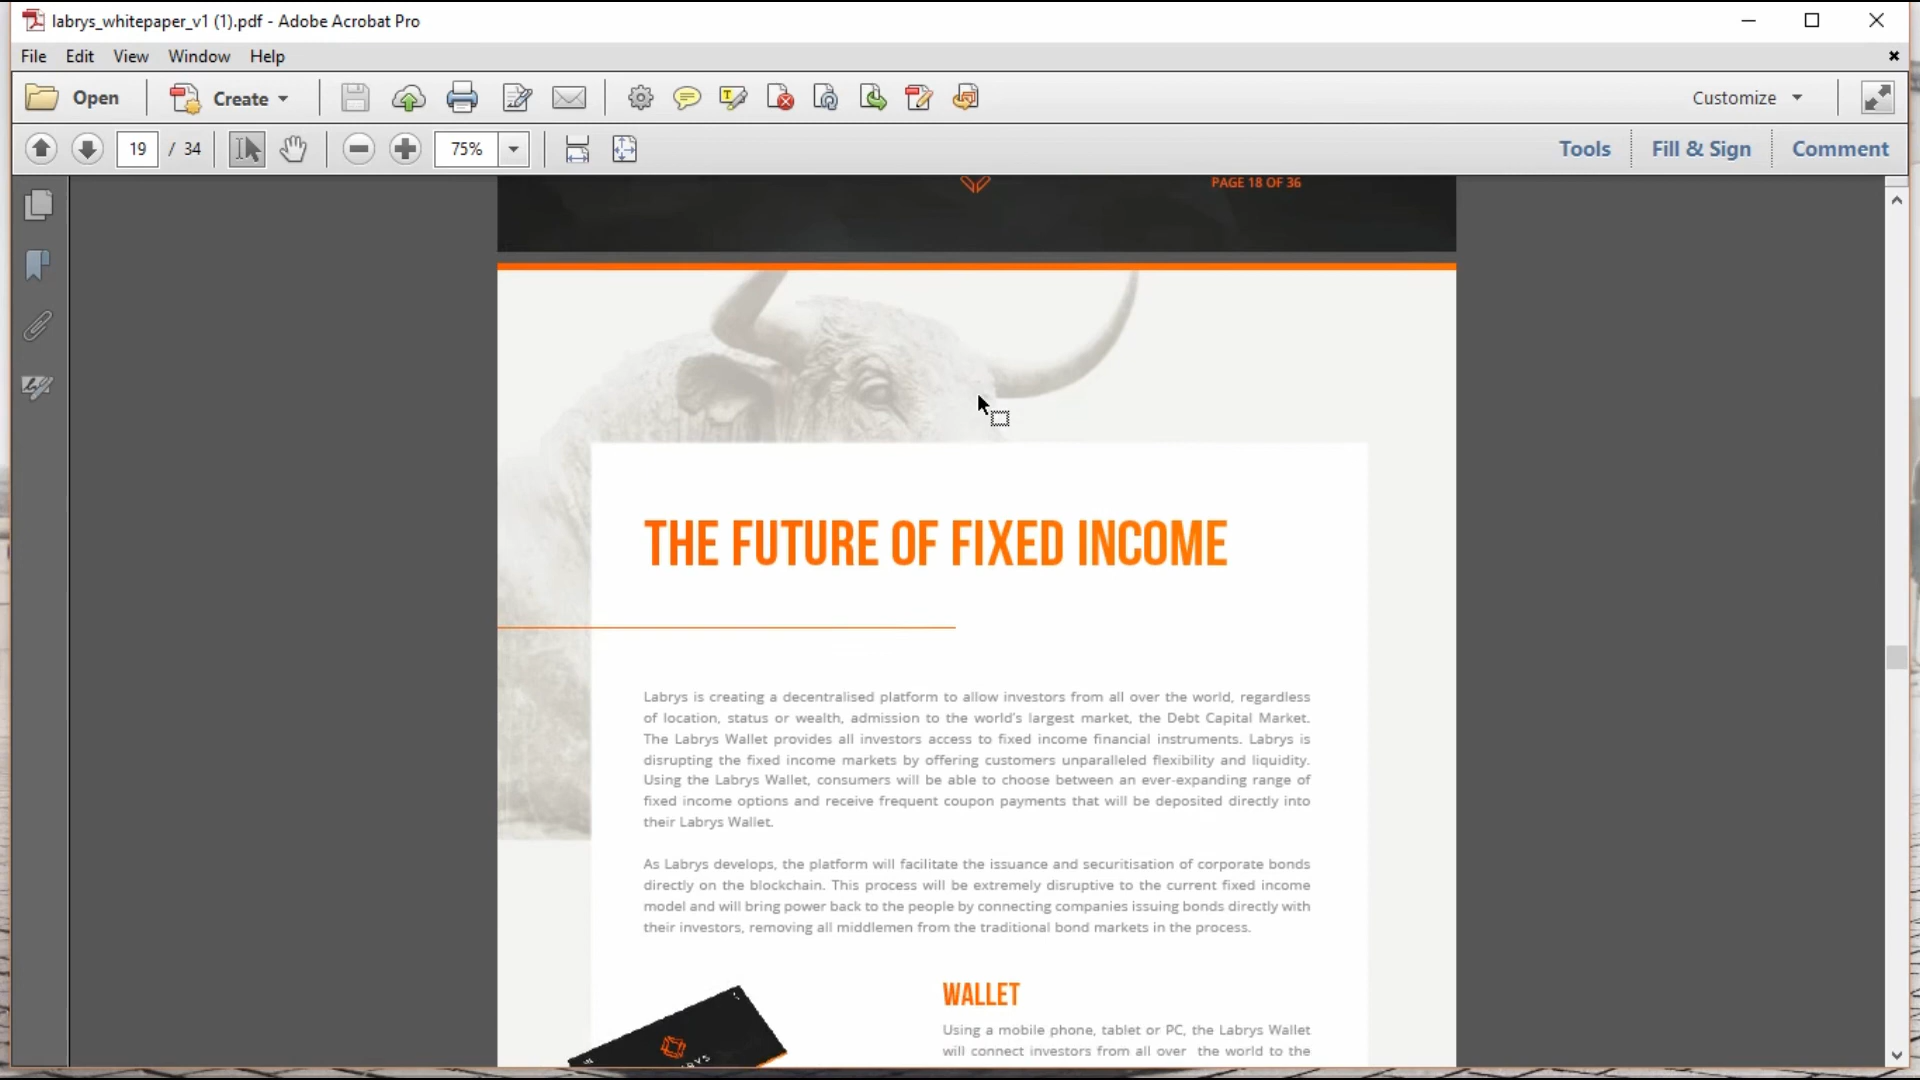 labrys_whitepaper_v1 (1).pdf - Adobe Acrobat Pro
File Edit View Window Help
Open Create Customize
19 / 34 75% Tools Fill & Sign Comment
PAGE 18 OF 36
THE FUTURE OF FIXED INCOME
Labrys is creating a decentralised platform to allow investors from all over the world, regardless
of location, status or wealth, admission to the world's largest market, the Debt Capital Market.
The Labrys Wallet provides all investors access to fixed income financial instruments. Labrys is
disrupting the fixed income markets by offering customers unparalleled flexibility and liquidity.
Using the Labrys Wallet, consumers will be able to choose between an ever-expanding range of
fixed income options and receive frequent coupon payments that will be deposited directly into
their Labrys Wallet.
As Labrys develops, the platform will facilitate the issuance and securitisation of corporate bonds
directly on the blockchain. This process will be extremely disruptive to the current fixed income
model and will bring power back to the people by connecting companies issuing bonds directly with
their investors, removing all middlemen from the traditional bond markets in the process.
WALLET
Using a mobile phone, tablet or PC, the Labrys Wallet
will connect investors from all over the world to the